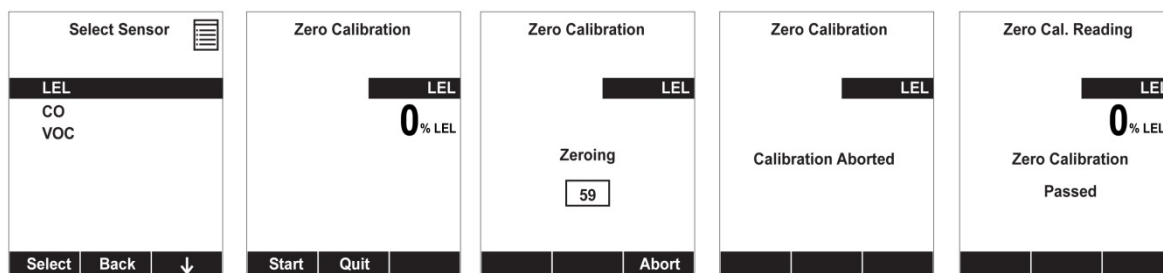 Select Sensor
LEL
CO
VOC
Select Back ↓
Zero Calibration
LEL
0 % LEL
Start Quit
Zero Calibration
LEL
Zeroing
59
Abort
Zero Calibration
LEL
Calibration Aborted
Zero Cal. Reading
LEL
0 % LEL
Zero Calibration
Passed